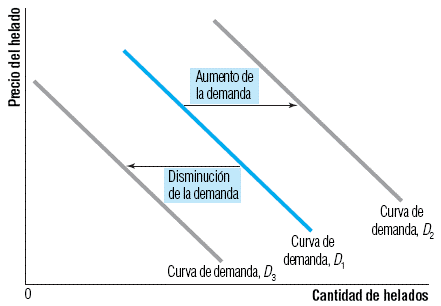 Precio del helado
Aumento de
la demanda
Disminución
de la demanda
Curva de
demanda, D2
Curva de
demanda, D1
Curva de demanda, D3
0
Cantidad de helados